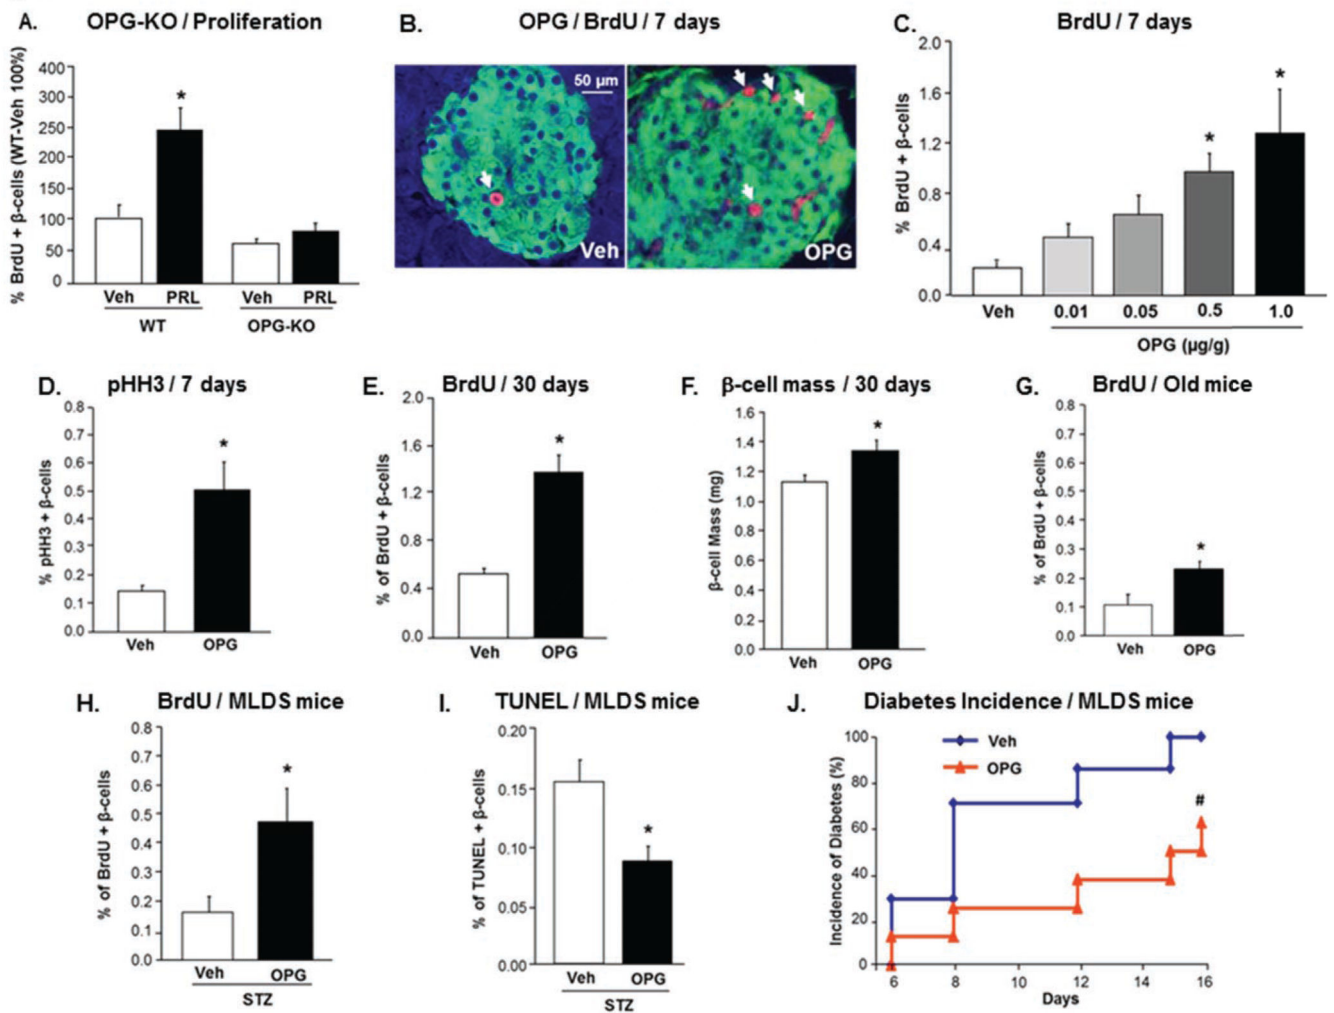 A. OPG-KO / Proliferation
% BrdU + β-cells (WT-Veh 100%)
400
300
250
200
150
100
50
0
Veh PRL Veh PRL
WT OPG-KO
*
B. OPG / BrdU / 7 days
50 µm
Veh
OPG
C. BrdU / 7 days
% BrdU + β-cells
2.0
1.6
1.2
0.8
0.4
0.0
* *
Veh 0.01 0.05 0.5 1.0
OPG (µg/g)
D. pHH3 / 7 days
% pHH3 + β-cells
0.8
0.7
0.6
0.5
0.3
0.2
0.1
0.0
*
Veh OPG
E. BrdU / 30 days
% of BrdU + β-cells
2.0
1.6
1.2
0.8
0.4
0.0
*
Veh OPG
F. β-cell mass / 30 days
β-cell Mass (mg)
1.6
1.4
1.2
1.0
0.8
0.6
0.4
0.2
0.0
*
Veh OPG
G. BrdU / Old mice
% of BrdU + β-cells
0.8
0.7
0.6
0.5
0.3
0.2
0.1
0.0
*
Veh OPG
H. BrdU / MLDS mice
% of BrdU + β-cells
0.8
0.7
0.6
0.5
0.4
0.3
0.2
0.1
0.0
*
Veh OPG
STZ
I. TUNEL / MLDS mice
% of TUNEL + β-cells
0.20
0.15
0.10
0.05
0.00
*
Veh OPG
STZ
J. Diabetes Incidence / MLDS mice
Incidence of Diabetes (%)
100
80
60
40
20
0
Veh
OPG
#
6 8 10 12 14 16
Days